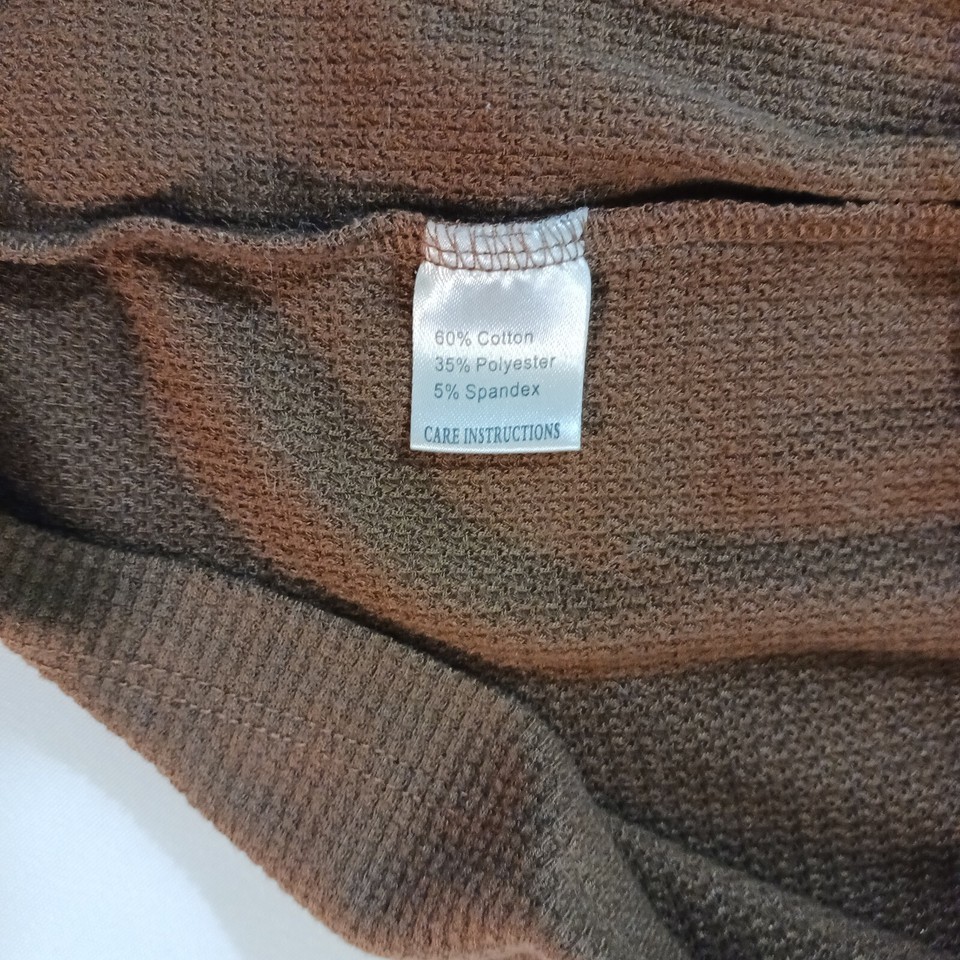 60% Cotton
35% Polyester
5% Spandex
CARE INSTRUCTIONS